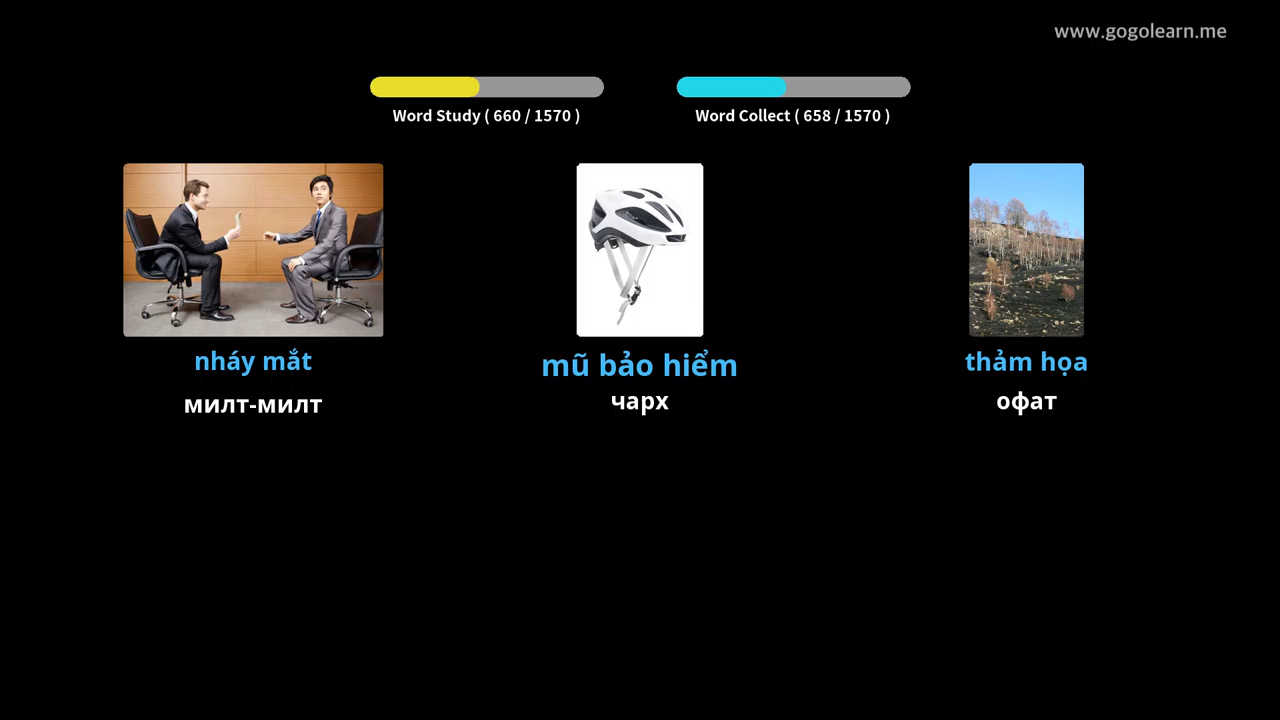 www.gogolearn.me
Word Study ( 660 / 1570 )
Word Collect ( 658 / 1570 )
nháy mắt
mũ bảo hiểm
thảm họa
милт-милт
чарх
офат